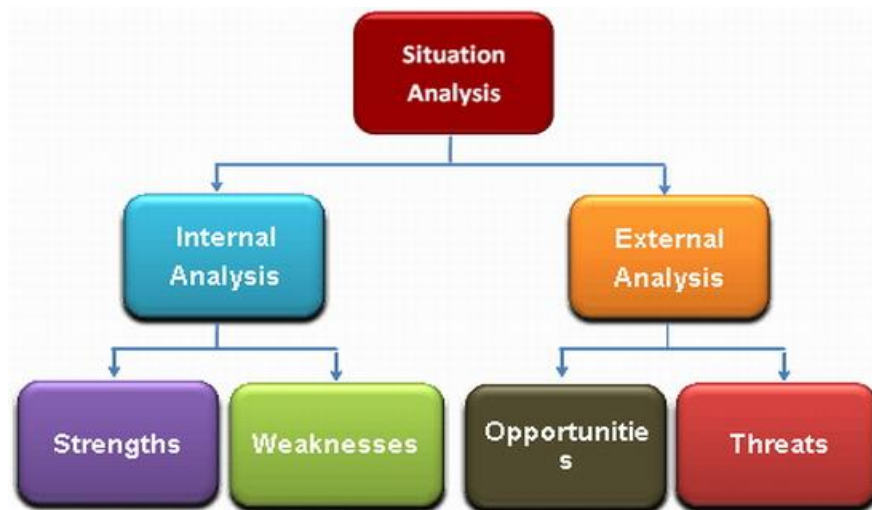 Situation
Analysis
Internal
Analysis
External
Analysis
Strengths
Weaknesses
Opportunitie
s
Threats